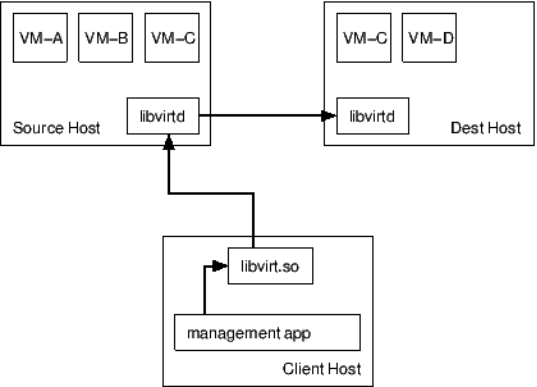 VM-A VM-B VM-C
VM-C VM-D
libvirtd
libvirtd
Source Host
Dest Host
libvirt.so
management app
Client Host